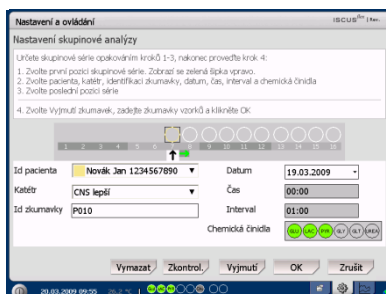 Nastavení a ovládání ISCUSflex
Nastavení skupinové analýzy
Určete skupinové série opakováním kroků 1-3, nakonec proveďte krok 4:
1. Zvolte první pozici skupinové série. Zobrazí se zelená šipka vpravo.
2. Zvolte pacienta, katétr, identifikaci zkumavky, datum, čas, interval a chemická činidla
3. Zvolte poslední pozici série
4. Zvolte Vyjmutí zkumavek, zadejte zkumavky vzorků a klikněte OK
1 2 3 4 5 6 7 8 9 10 11 12 13 14 15 16
Id pacienta Novák Jan 1234567890 Datum 19.03.2009
Katétr CNS lepší Čas 00:00
Id zkumavky P010 Interval 01:00
Chemická činidla GLU LAC PYR GLY GLT UREA
Vymazat Zkontrol. Vyjmutí OK Zrušit
20.03.2009 09:55 26.2 °C